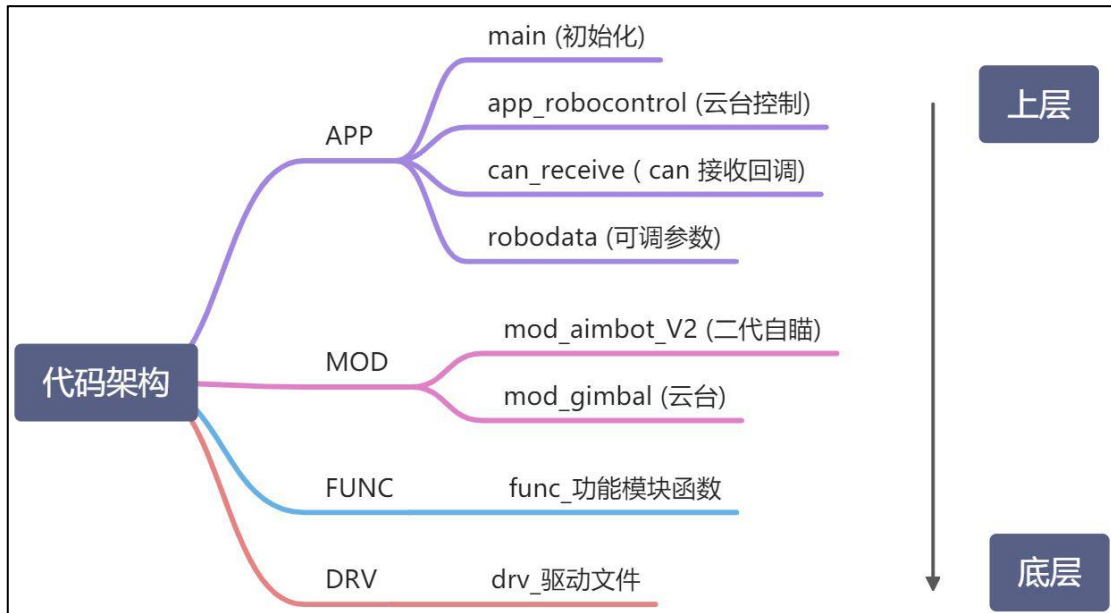 main (初始化)
app_robocontrol (云台控制)
上层
APP
can_receive ( can 接收回调)
robodata (可调参数)
mod_aimbot_V2 (二代自瞄)
代码架构
MOD
mod_gimbal (云台)
FUNC
func_功能模块函数
DRV
drv_驱动文件
底层